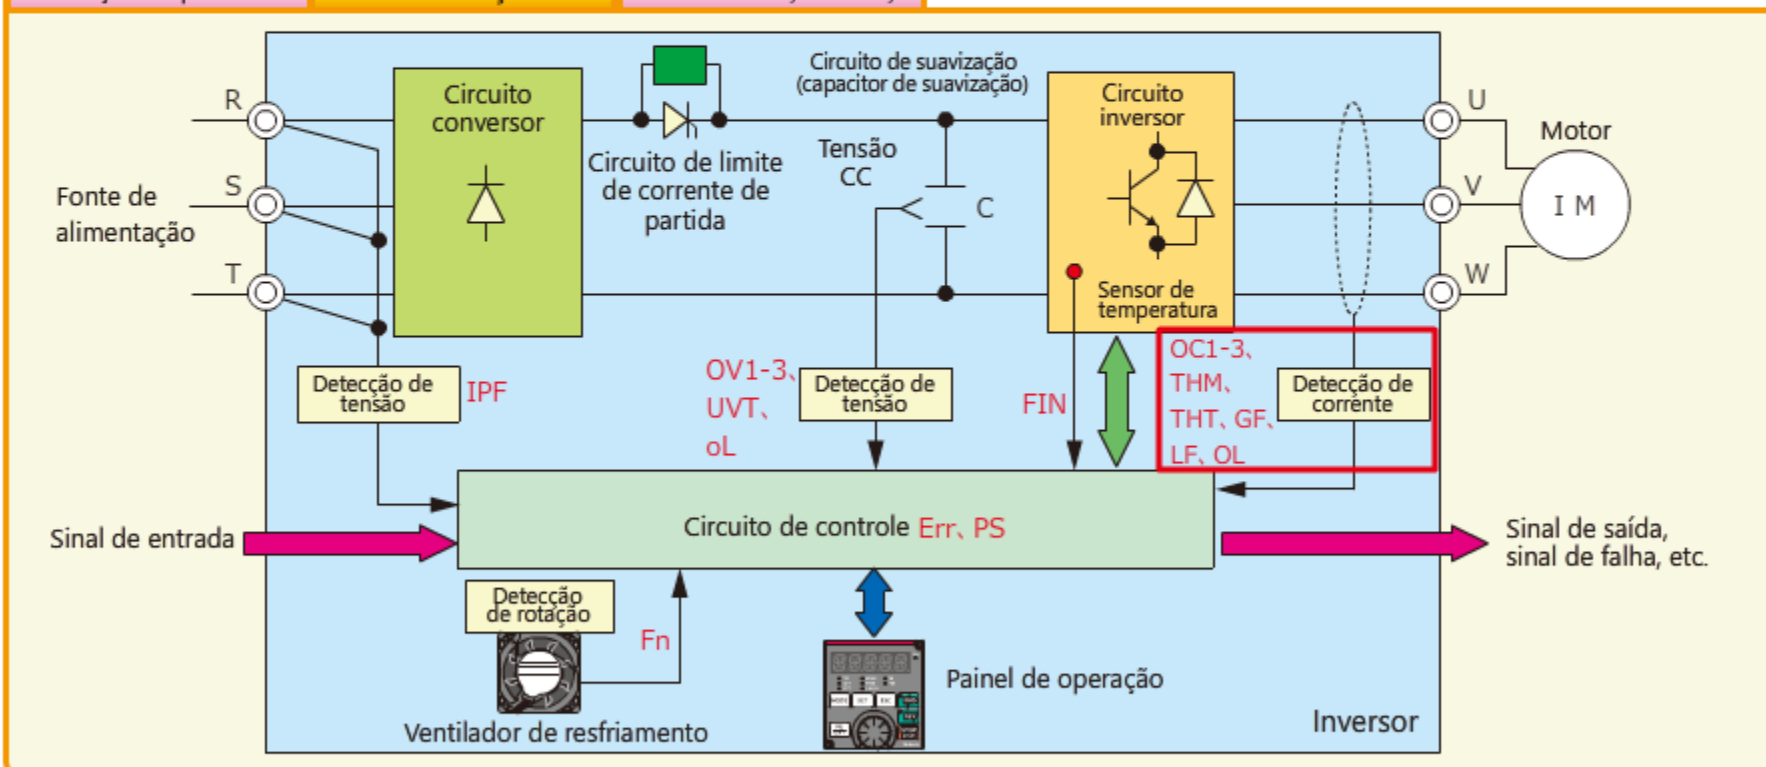 Circuito de suavização
(capacitor de suavização)
R
Circuito
conversor
Circuito
inversor
U
Motor
Circuito de limite
de corrente de
partida
Tensão
CC
Fonte de
alimentação
S
C
V
I M
T
Sensor de
temperatura
W
Detecção de
tensão
IPF
OV1-3、
UVT、
oL
Detecção de
tensão
FIN
OC1-3、
THM、
THT、GF、
LF、OL
Detecção de
corrente
Sinal de entrada
Circuito de controle Err、PS
Sinal de saída,
sinal de falha, etc.
Detecção
de rotação
Fn
Painel de operação
Ventilador de resfriamento
Inversor